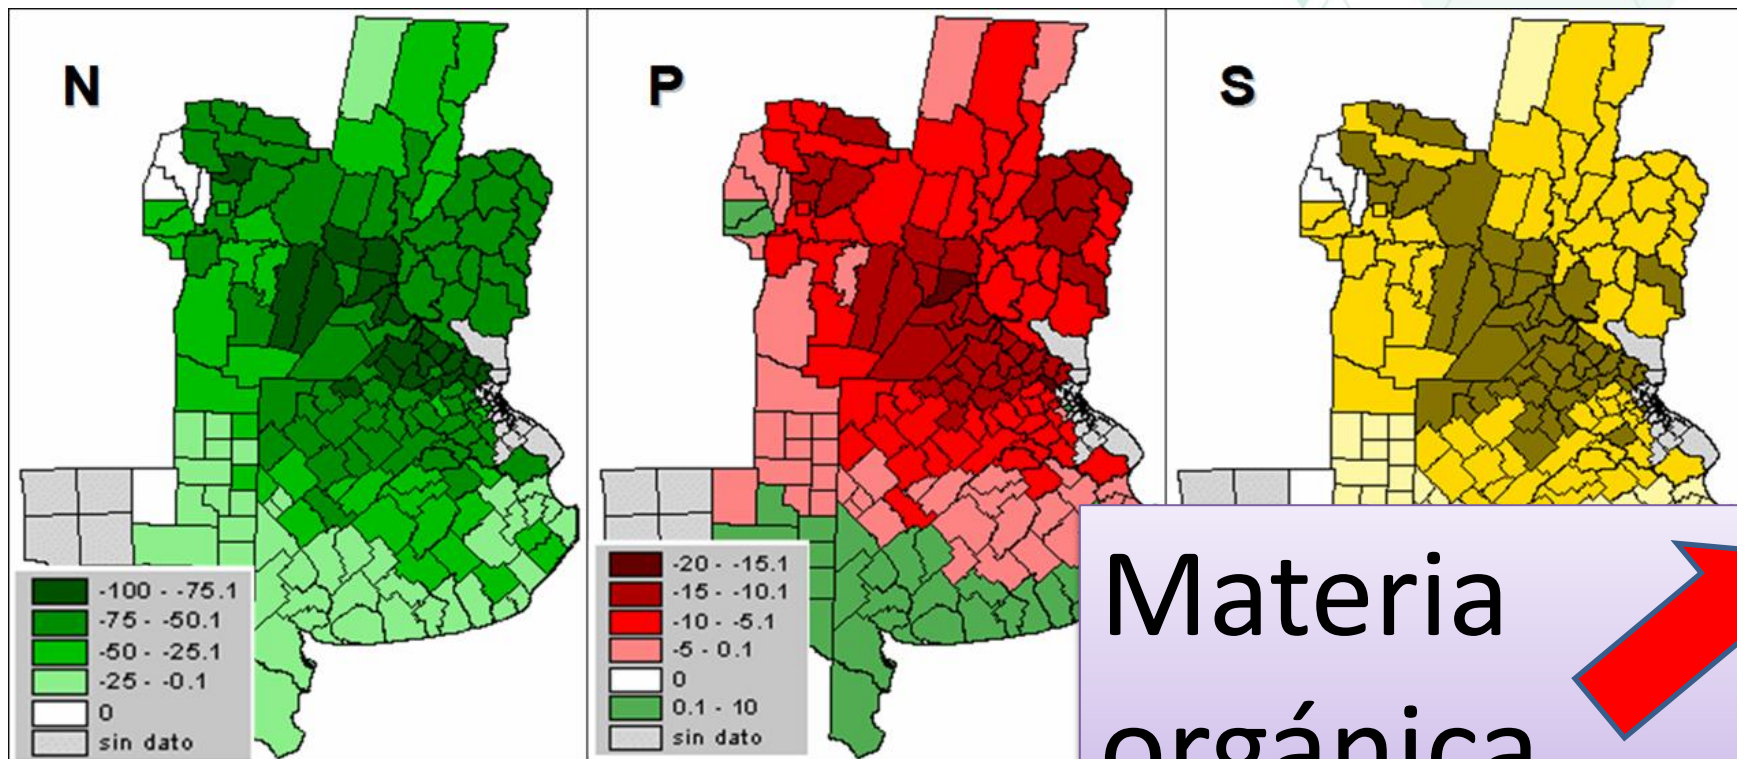 N
P
S
-100 - -75.1
-75 - -50.1
-50 - -25.1
-25 - -0.1
0
sin dato
-20 - -15.1
-15 - -10.1
-10 - -5.1
-5 - 0.1
0
0.1 - 10
sin dato
Materia
orgánica